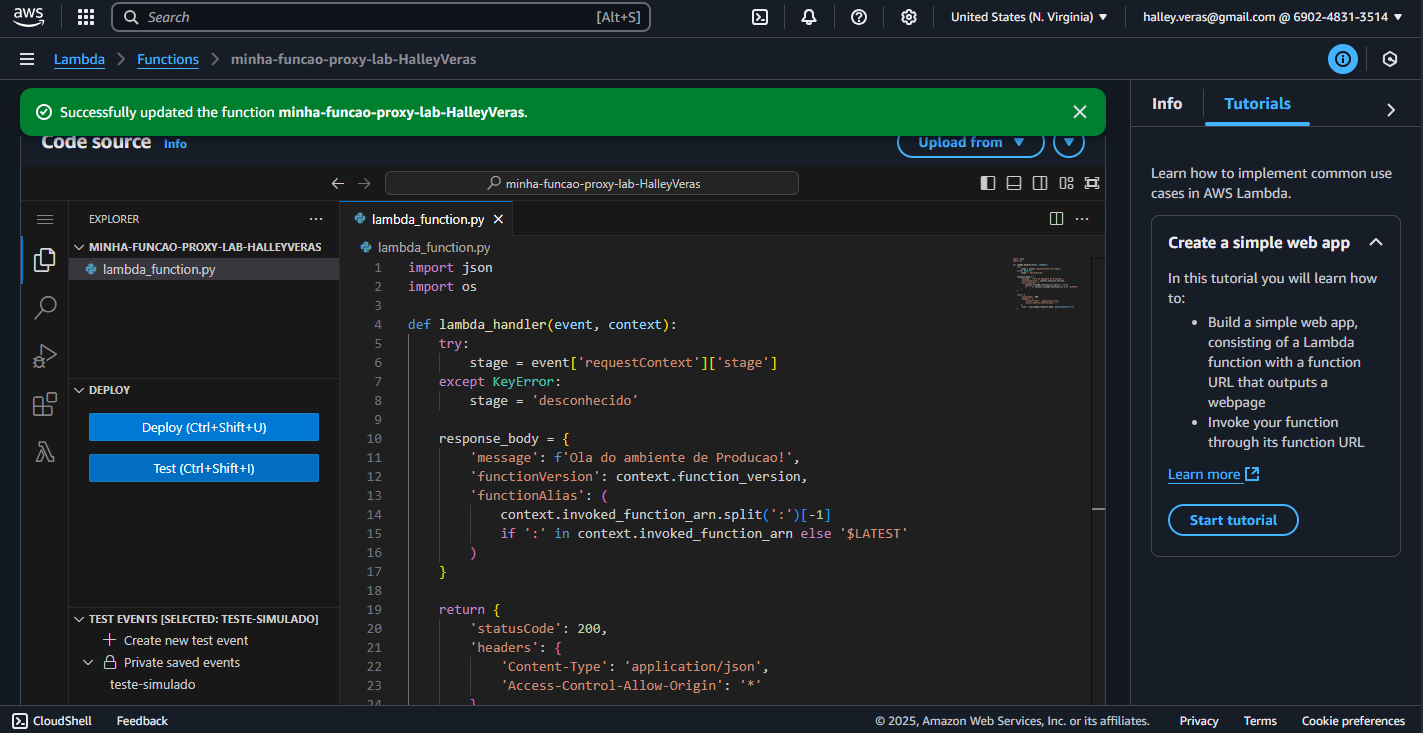 aws
Search [Alt+S]
United States (N. Virginia)
halley.veras@gmail.com @ 6902-4831-3514
Lambda
Functions
minha-funcao-proxy-lab-HalleyVeras
Successfully updated the function minha-funcao-proxy-lab-HalleyVeras.
Code source Info
Upload from
minha-funcao-proxy-lab-HalleyVeras
EXPLORER
MINHA-FUNCAO-PROXY-LAB-HALLEYVERAS
lambda_function.py
DEPLOY
Deploy (Ctrl+Shift+U)
Test (Ctrl+Shift+I)
TEST EVENTS [SELECTED: TESTE-SIMULADO]
Create new test event
Private saved events
teste-simulado
lambda_function.py
lambda_function.py
1 import json
2 import os
3
4 def lambda_handler(event, context):
5 try:
6 stage = event['requestContext']['stage']
7 except KeyError:
8 stage = 'desconhecido'
9
10 response_body = {
11 'message': f'Ola do ambiente de Producao!',
12 'functionVersion': context.function_version,
13 'functionAlias': (
14 context.invoked_function_arn.split(':')[-1]
15 if ':' in context.invoked_function_arn else '$LATEST'
16 )
17 }
18
19 return {
20 'statusCode': 200,
21 'headers': {
22 'Content-Type': 'application/json',
23 'Access-Control-Allow-Origin': '*'
24 }
Info
Tutorials
Learn how to implement common use
cases in AWS Lambda.
Create a simple web app
In this tutorial you will learn how
to:
• Build a simple web app,
consisting of a Lambda
function with a function
URL that outputs a
webpage
• Invoke your function
through its function URL
Learn more
Start tutorial
CloudShell
Feedback
© 2025, Amazon Web Services, Inc. or its affiliates.
Privacy
Terms
Cookie preferences